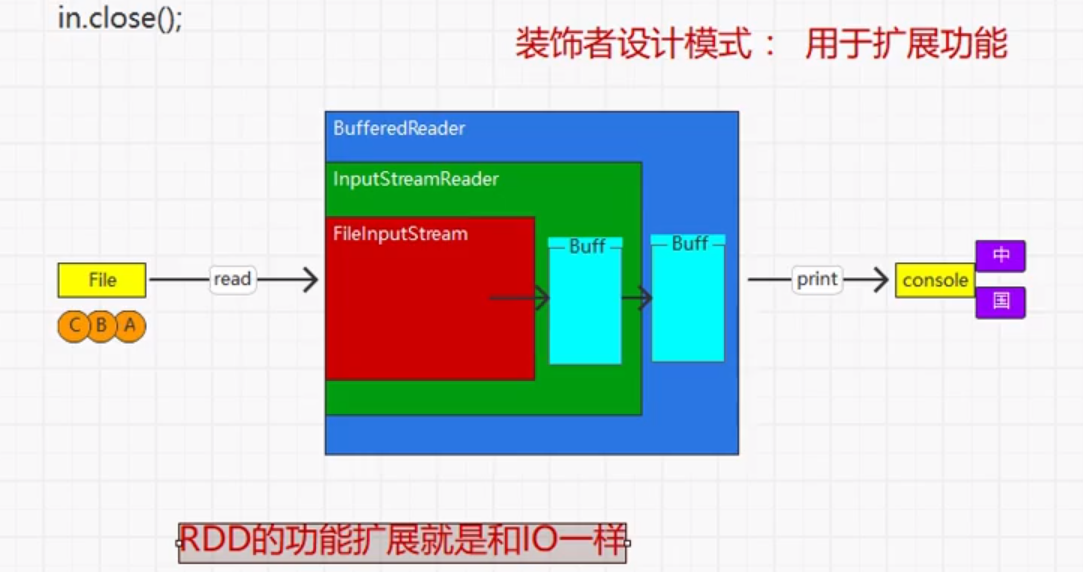 in.close();
装饰者设计模式： 用于扩展功能
BufferedReader
InputStreamReader
FileInputStream
Buff
Buff
File
read
print
console
中
国
C B A
RDD的功能扩展就是和IO一样